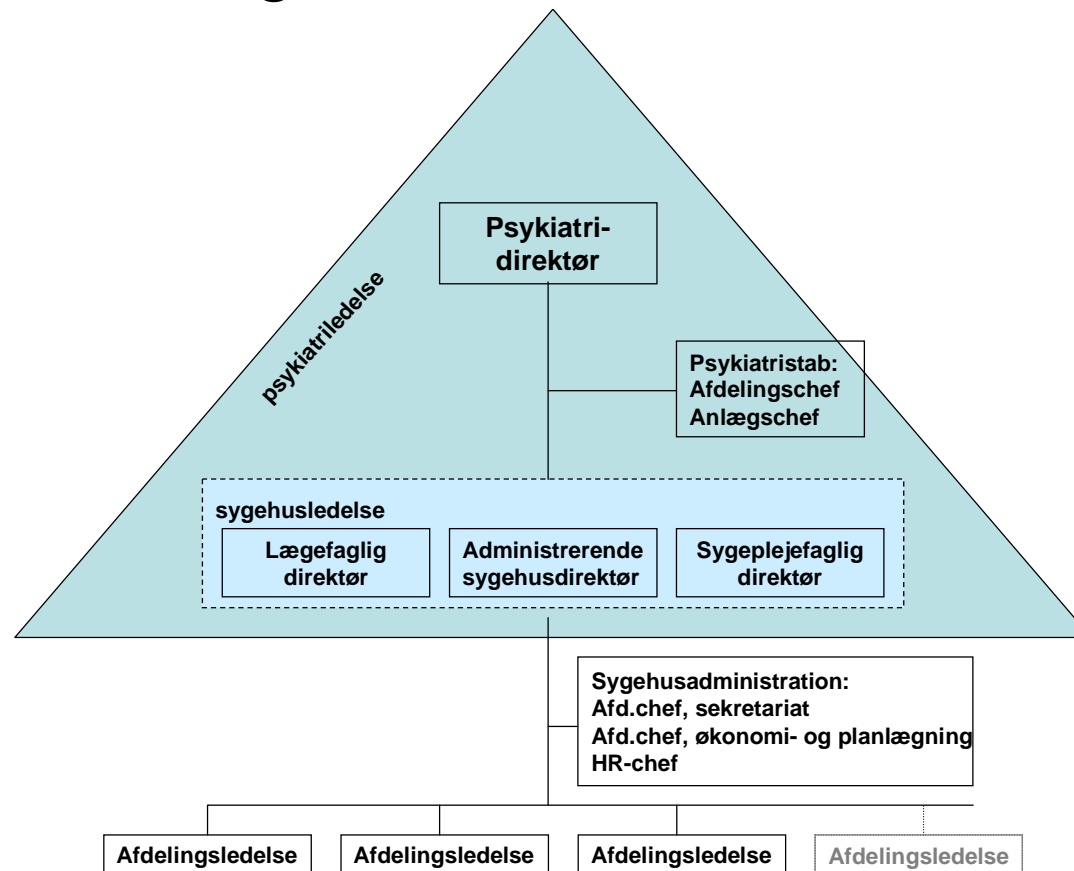 Psykiatri-
direktør
psykiatriledelse
Psykiatristab:
Afdelingschef
Anlægschef
sygehusledelse
Lægefaglig
direktør
Administrerende
sygehusdirektør
Sygeplejefaglig
direktør
Sygehusadministration:
Afd.chef, sekretariat
Afd.chef, økonomi- og planlægning
HR-chef
Afdelingsledelse
Afdelingsledelse
Afdelingsledelse
Afdelingsledelse